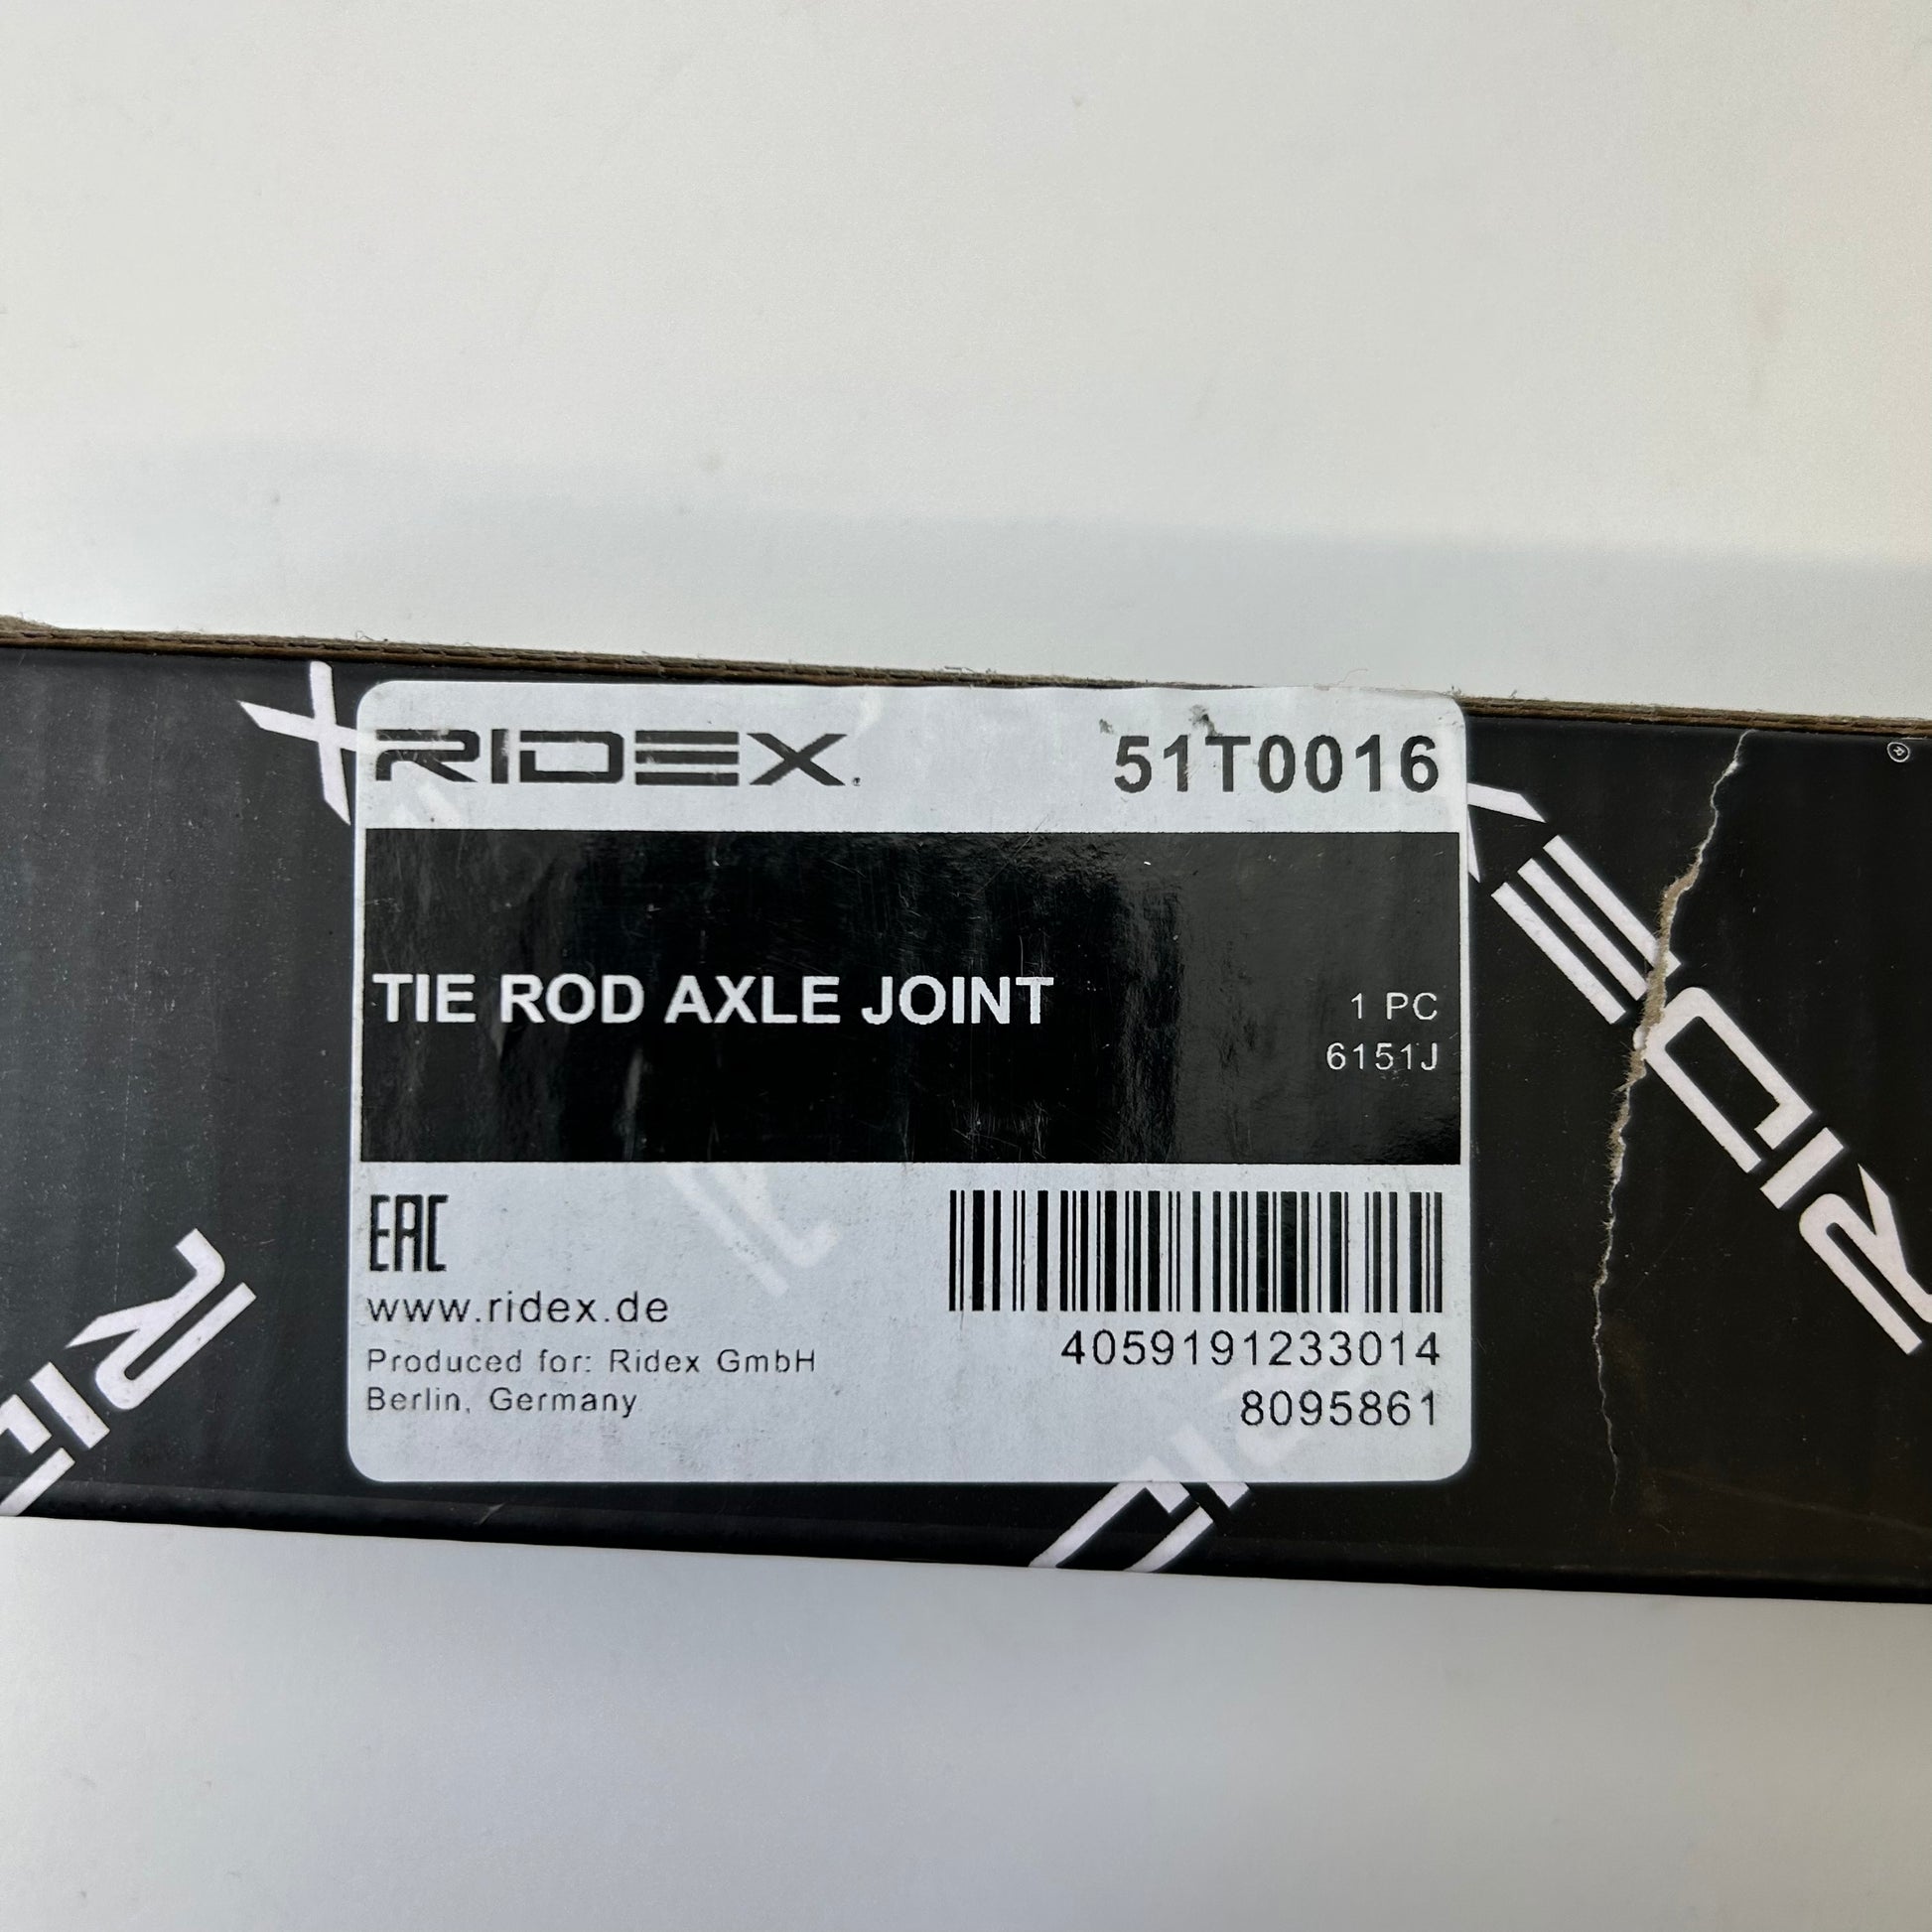 RIDEX. 51T0016
TIE ROD AXLE JOINT
1 PC
6151J
EAC
www.ridex.de
Produced for: Ridex GmbH
Berlin, Germany
4059191233014
8095861
RIDEX®